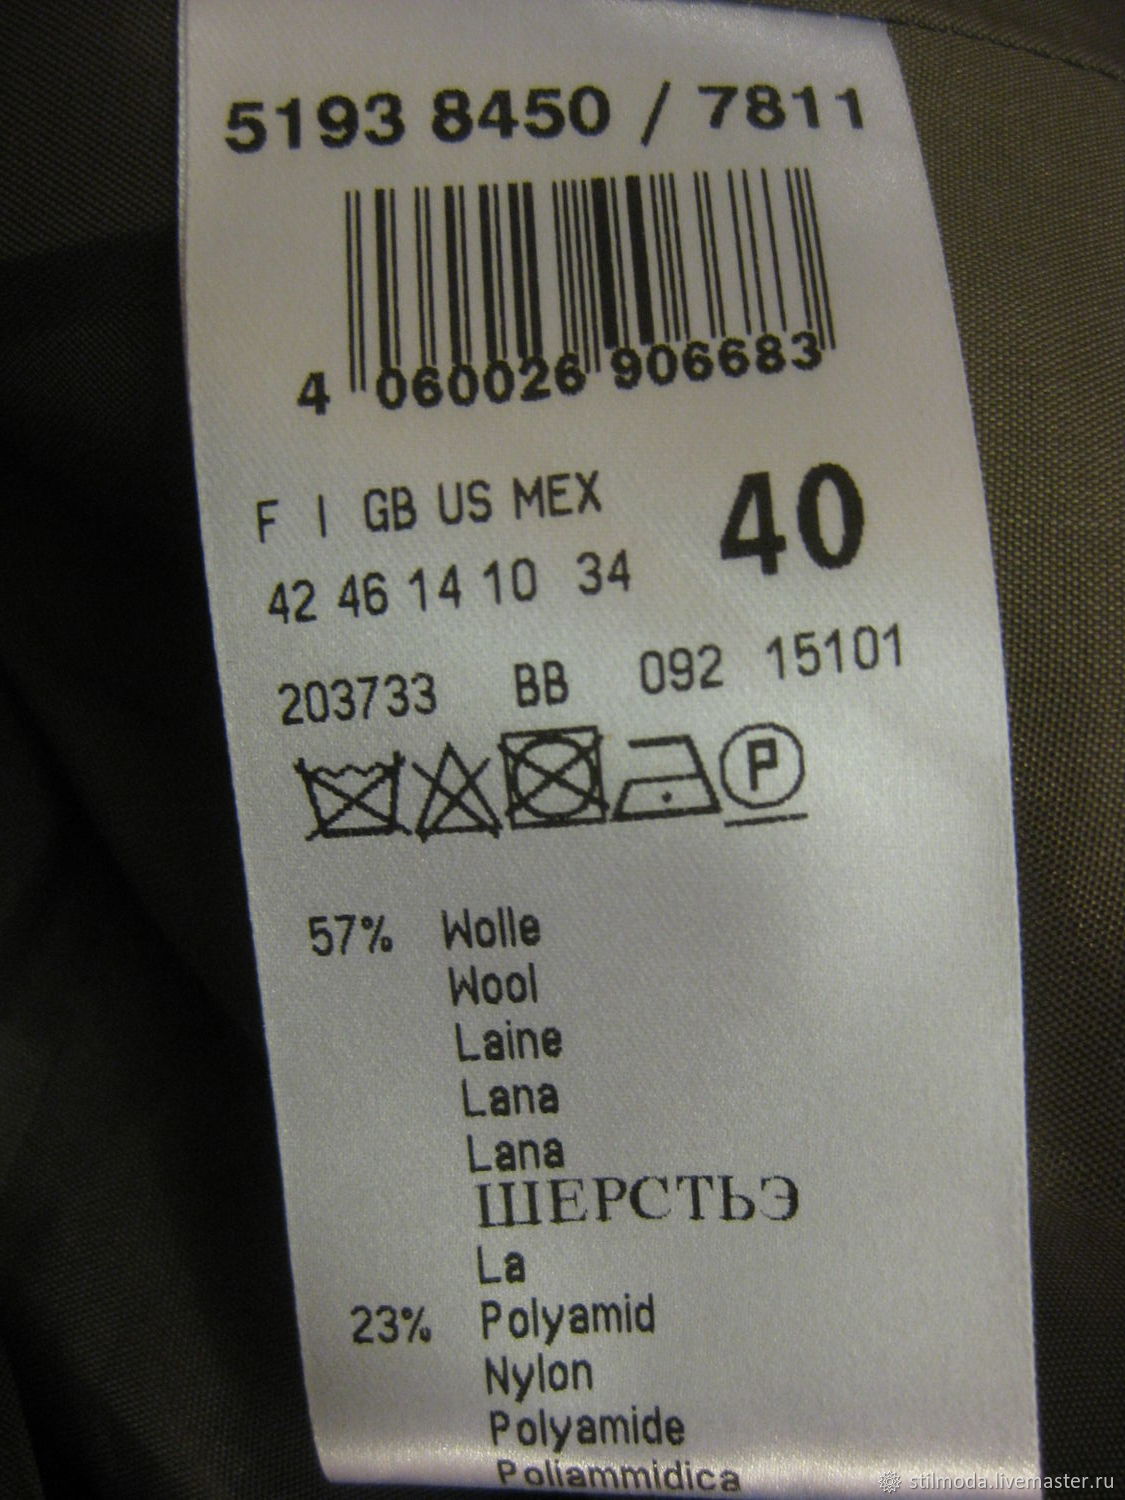 5193 8450 / 7811
4 060026 906683
F I GB US MEX 40
42 46 14 10 34
203733 BB 092 15101
P
57% Wolle
Wool
Laine
Lana
Lana
ШЕРСТЬЭ
La
23% Polyamid
Nylon
Polyamide
Poliammidica
stilmoda.livemaster.ru